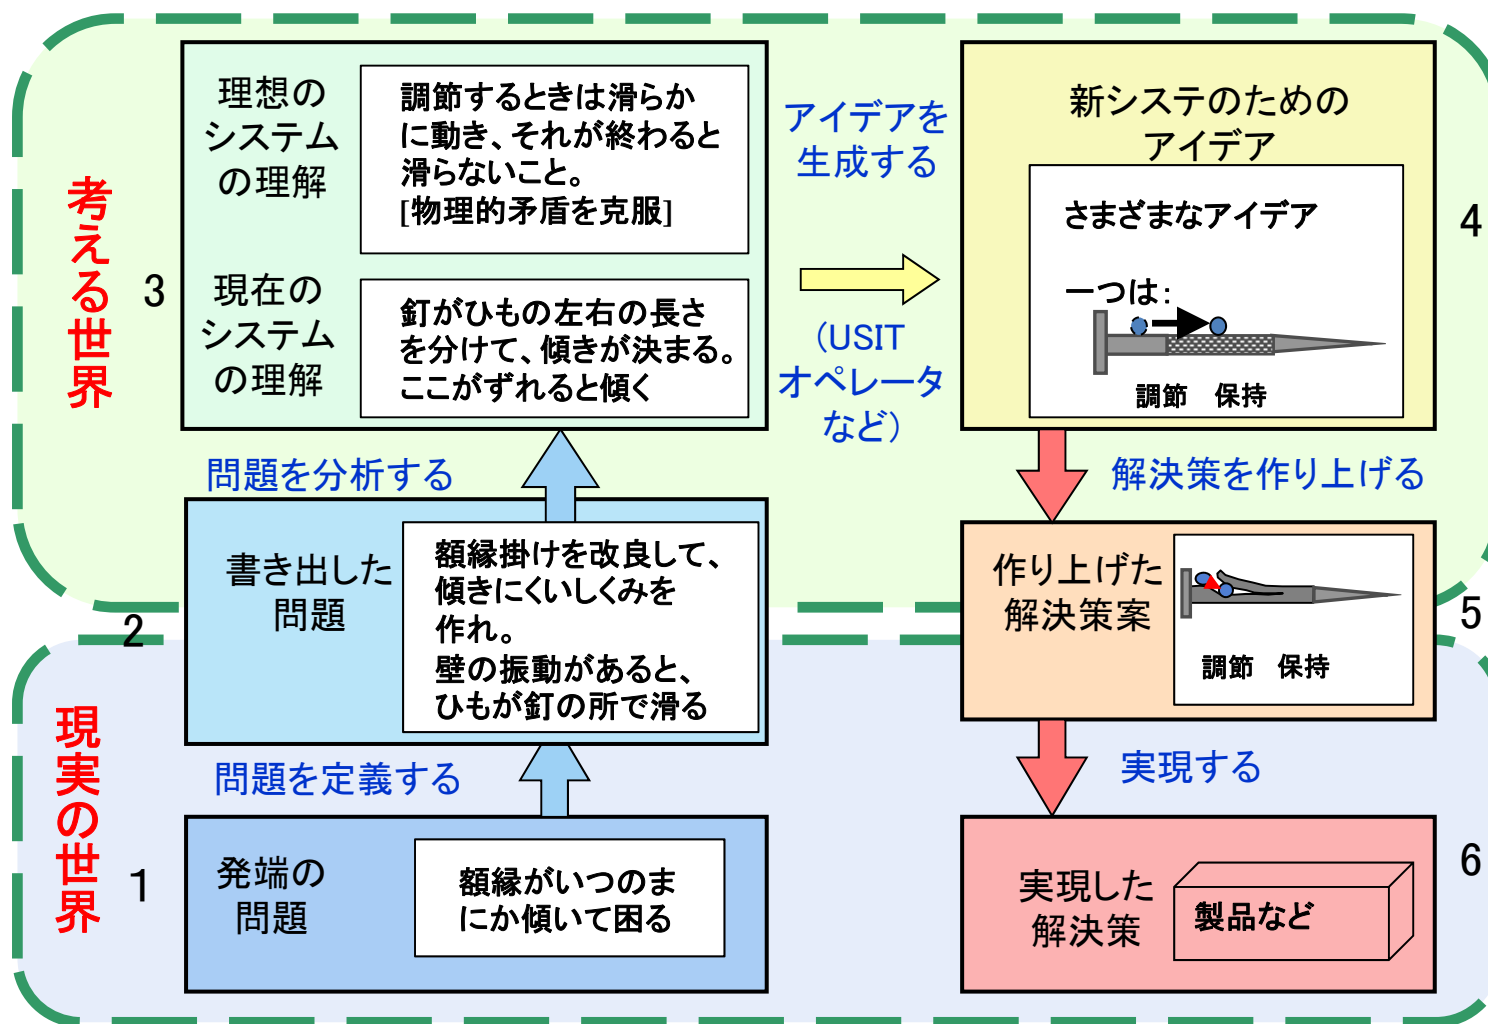 考える世界
3
理想の
システム
の理解
調節するときは滑らか
に動き、それが終わると
滑らないこと。
[物理的矛盾を克服]
現在の
システム
の理解
釘がひもの左右の長さ
を分けて、傾きが決まる。
ここがずれると傾く
アイデアを
生成する
(USIT
オペレータ
など)
新システのための
アイデア
さまざまなアイデア
一つは:
調節 保持
4
問題を分析する
解決策を作り上げる
書き出した
問題
額縁掛けを改良して、
傾きにくいしくみを
作れ。
壁の振動があると、
ひもが釘の所で滑る
2
作り上げた
解決策案
調節 保持
5
現実の世界
問題を定義する
実現する
1
発端の
問題
額縁がいつのま
にか傾いて困る
実現した
解決策
製品など
6